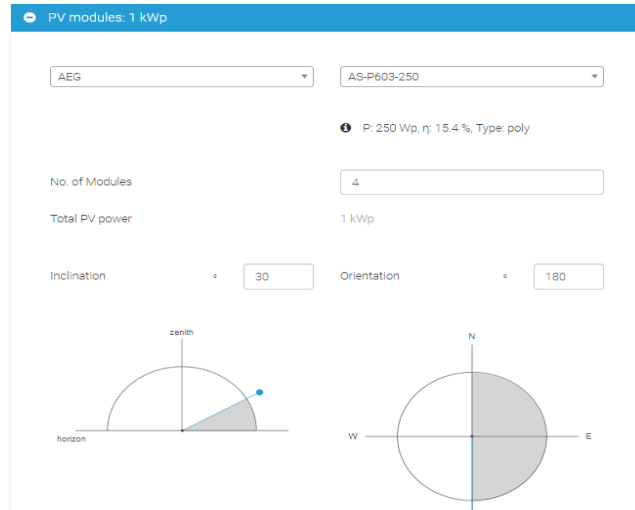 PV modules: 1 kWp
AEG
AS-P603-250
P: 250 Wp, η: 15.4 %, Type: poly
No. of Modules
4
Total PV power
1 kWp
Inclination ° 30
Orientation ° 180
zenith
horizon
N
W
E